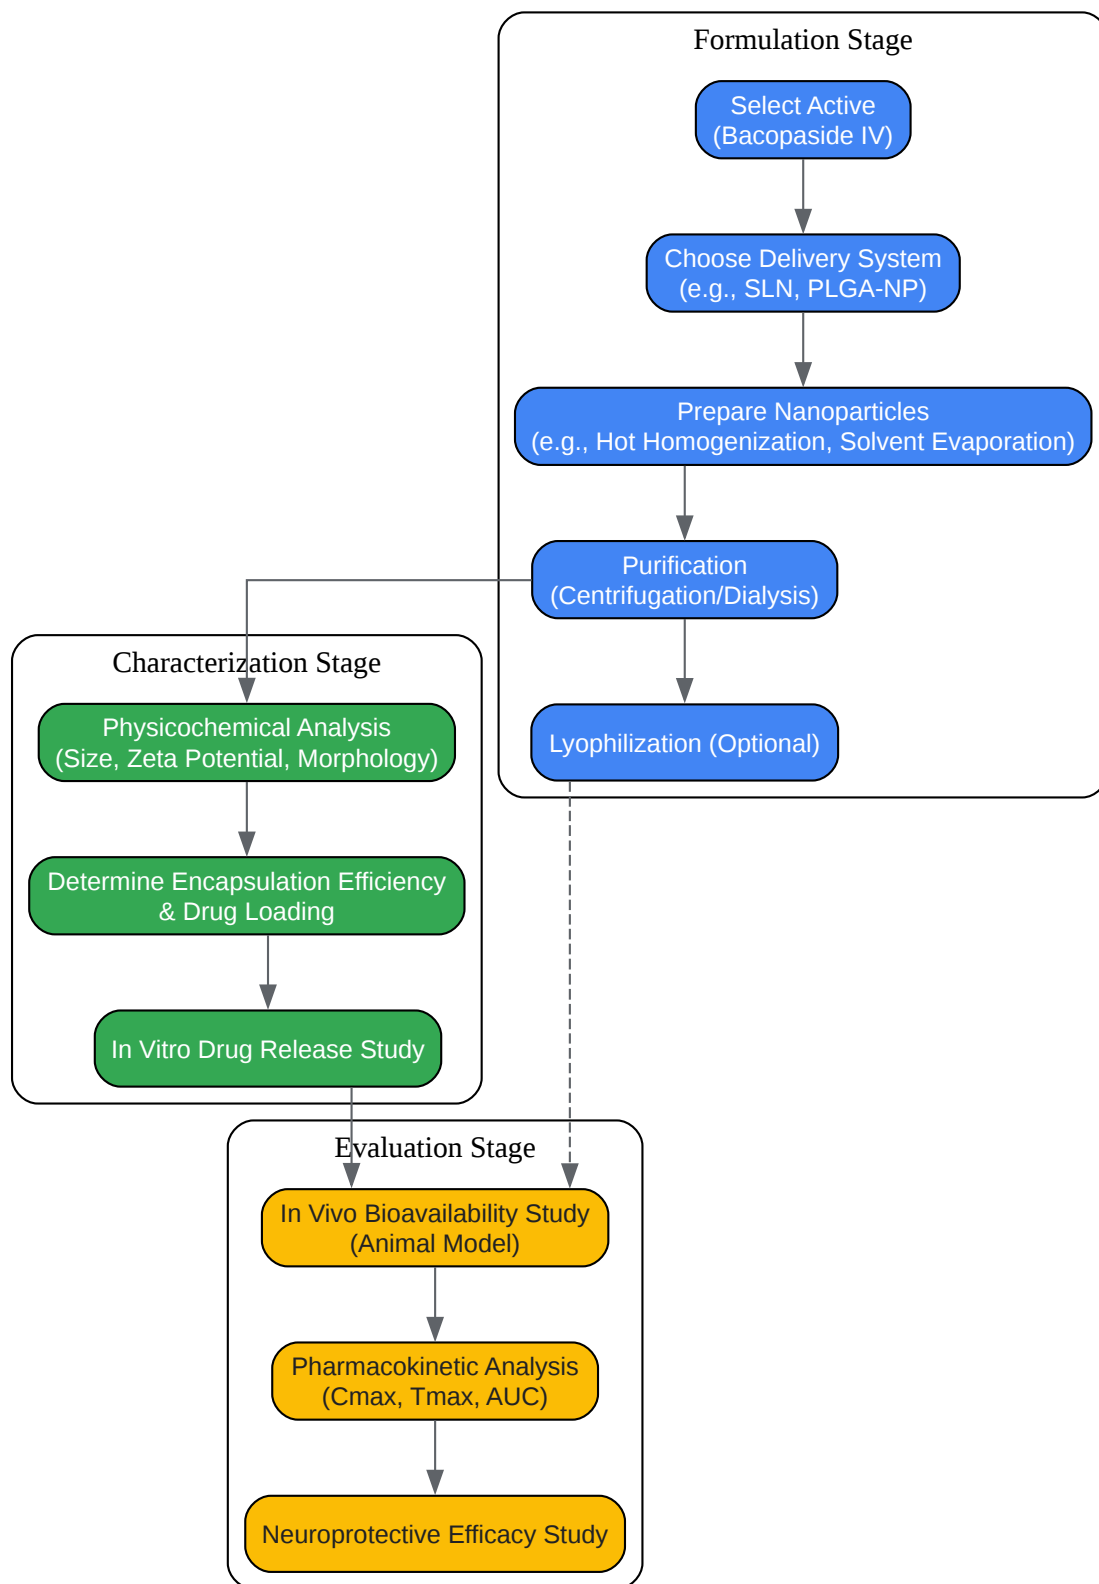 Formulation Stage
Select Active
(Bacopaside IV)
Choose Delivery System
(e.g., SLN, PLGA-NP)
Prepare Nanoparticles
(e.g., Hot Homogenization, Solvent Evaporation)
Purification
(Centrifugation/Dialysis)
Lyophilization (Optional)
Characterization Stage
Physicochemical Analysis
(Size, Zeta Potential, Morphology)
Determine Encapsulation Efficiency
& Drug Loading
In Vitro Drug Release Study
Evaluation Stage
In Vivo Bioavailability Study
(Animal Model)
Pharmacokinetic Analysis
(Cmax, Tmax, AUC)
Neuroprotective Efficacy Study